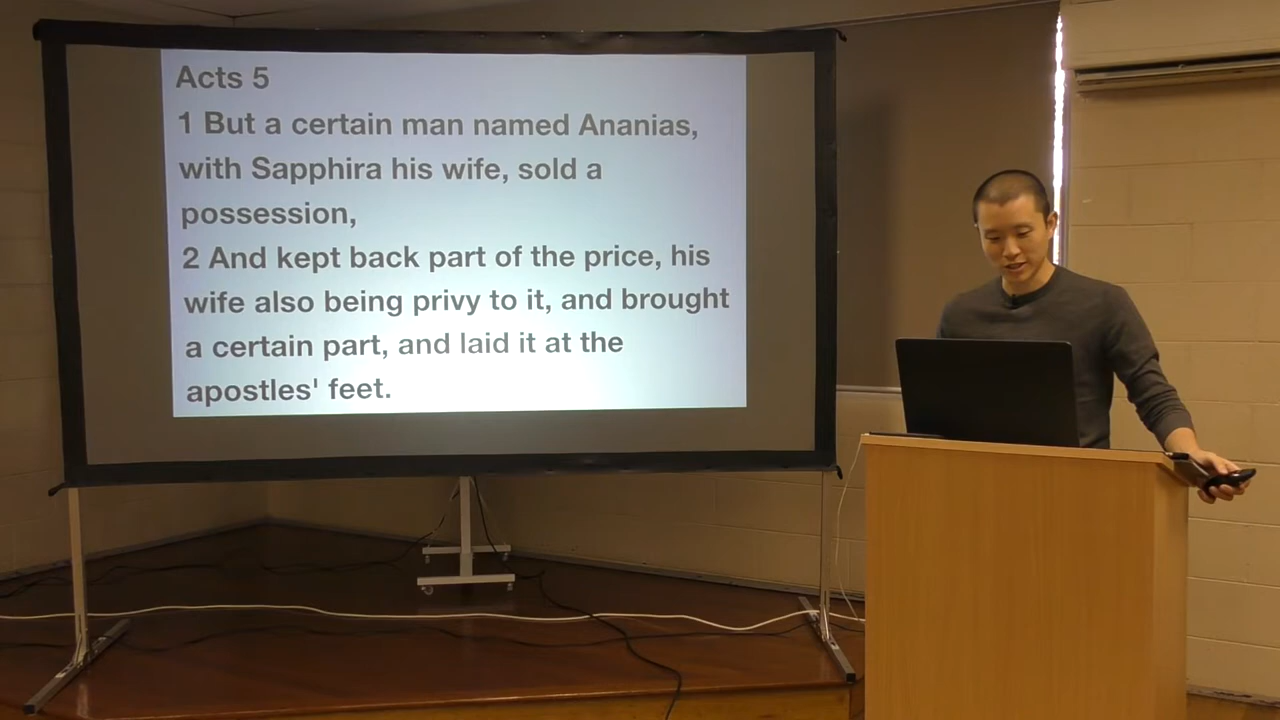 Acts 5
1 But a certain man named Ananias,
with Sapphira his wife, sold a
possession,
2 And kept back part of the price, his
wife also being privy to it, and brought
a certain part, and laid it at the
apostles' feet.